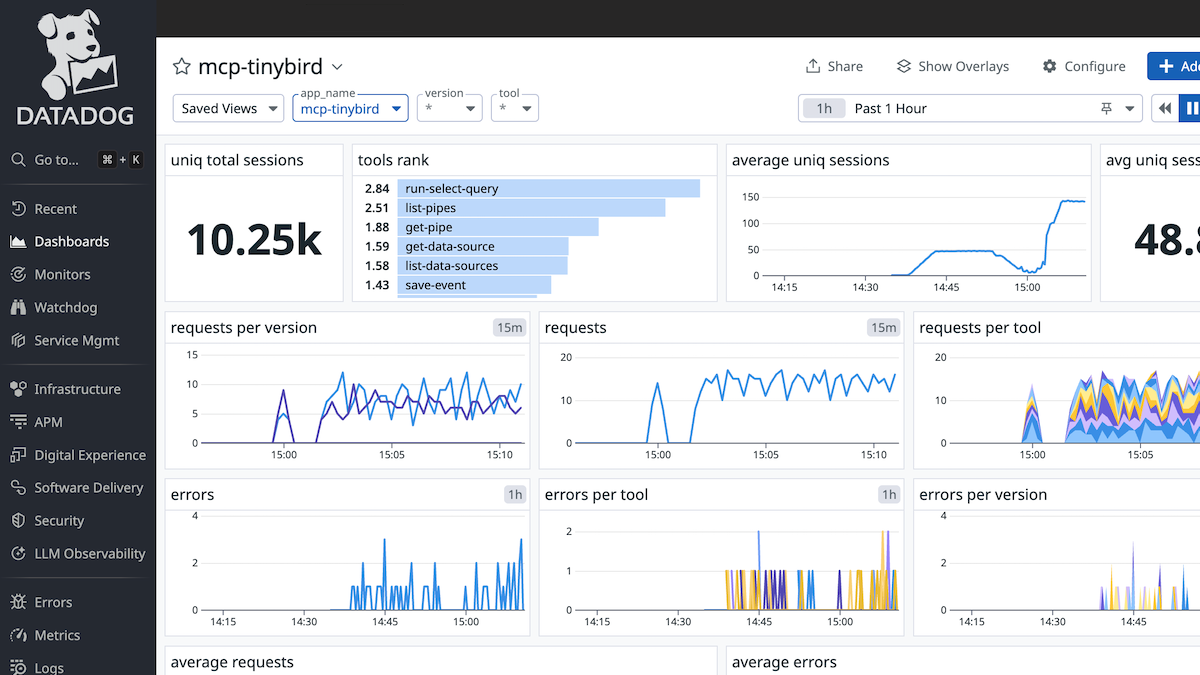 DATADOG
Go to... ⌘ + K
Recent
Dashboards
Monitors
Watchdog
Service Mgmt
Infrastructure
APM
Digital Experience
Software Delivery
Security
LLM Observability
Errors
Metrics
Logs
mcp-tinybird
Share
Show Overlays
Configure
+ Add
Saved Views
app_name
mcp-tinybird
version
*
tool
*
1h Past 1 Hour
uniq total sessions
10.25k
tools rank
2.84 run-select-query
2.51 list-pipes
1.88 get-pipe
1.59 get-data-source
1.58 list-data-sources
1.43 save-event
average uniq sessions
150
100
50
0
14:15 14:30 14:45 15:00
avg uniq sess
48.8
requests per version 15m
15
10
5
0
15:00 15:05 15:10
requests 15m
20
10
0
15:00 15:05 15:10
requests per tool
20
10
0
15:00 15:05
errors 1h
4
2
0
14:15 14:30 14:45 15:00
errors per tool 1h
2
1
0
14:15 14:30 14:45 15:00
errors per version
4
2
0
14:15 14:30 14:45
average requests
average errors